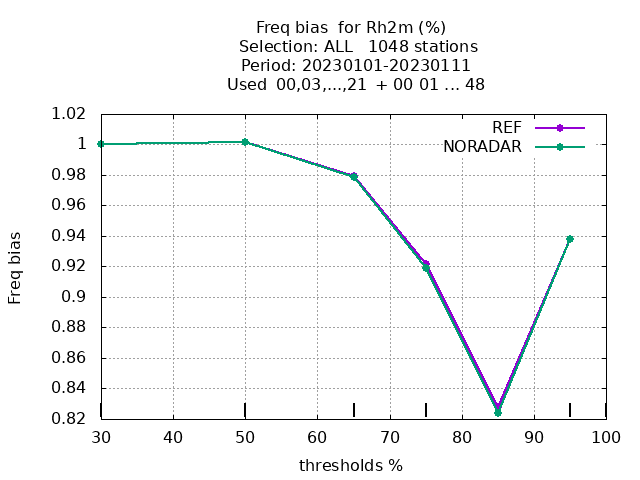 Freq bias  for Rh2m (%)
Selection: ALL   1048 stations
Period: 20230101-20230111
Used  00,03,...,21  + 00 01 ... 48
1.02
1
0.98
0.96
0.94
0.92
0.9
0.88
0.86
0.84
0.82
Freq bias
REF
NORADAR
30 40 50 60 70 80 90 100
thresholds %